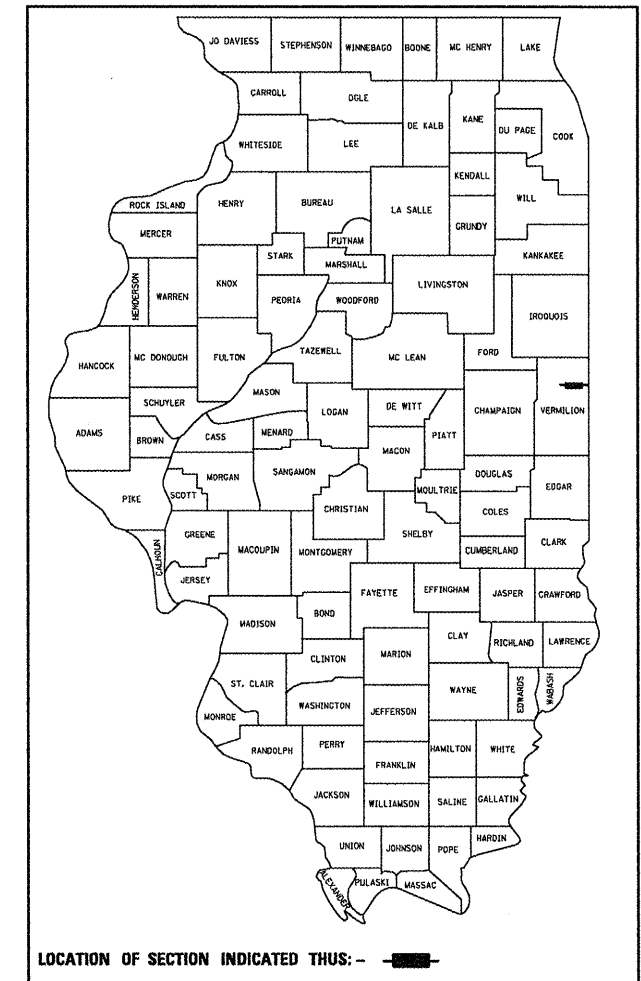 JO DAVIESS
STEPHENSON
WINNEBAGO
BOONE
MC HENRY
LAKE
CARROLL
OGLE
DE KALB
KANE
DU PAGE
COOK
WHITESIDE
LEE
KENDALL
WILL
ROCK ISLAND
HENRY
BUREAU
LA SALLE
GRUNDY
MERCER
PUTNAM
STARK
MARSHALL
KANKAKEE
HENDERSON
WARREN
KNOX
PEORIA
WOODFORD
LIVINGSTON
IROQUOIS
HANCOCK
MC DONOUGH
FULTON
TAZEWELL
MC LEAN
FORD
MASON
SCHUYLER
LOGAN
DE WITT
CHAMPAIGN
VERMILION
ADAMS
BROWN
CASS
MENARD
PIATT
MACON
MORGAN
SANGAMON
DOUGLAS
EDGAR
PIKE
SCOTT
MOULTRIE
COLES
CHRISTIAN
SHELBY
CALHOUN
GREENE
MACOUPIN
MONTGOMERY
CUMBERLAND
CLARK
JERSEY
FAYETTE
EFFINGHAM
JASPER
CRAWFORD
MADISON
BOND
CLAY
RICHLAND
LAWRENCE
CLINTON
MARION
ST. CLAIR
WAYNE
EDWARDS
WABASH
MONROE
WASHINGTON
JEFFERSON
RANDOLPH
PERRY
HAMILTON
WHITE
FRANKLIN
JACKSON
WILLIAMSON
SALINE
GALLATIN
UNION
JOHNSON
POPE
HARDIN
ALEXANDER
PULASKI
MASSAC
LOCATION OF SECTION INDICATED THUS: -